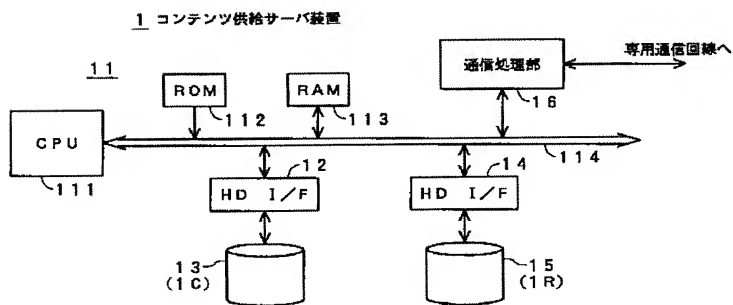 1 コンテンツ供給サーバ装置
専用通信回線へ
11
ROM
RAM
通信処理部
112
113
16
CPU
114
111
12
14
HD I/F
HD I/F
13
(1C)
15
(1R)